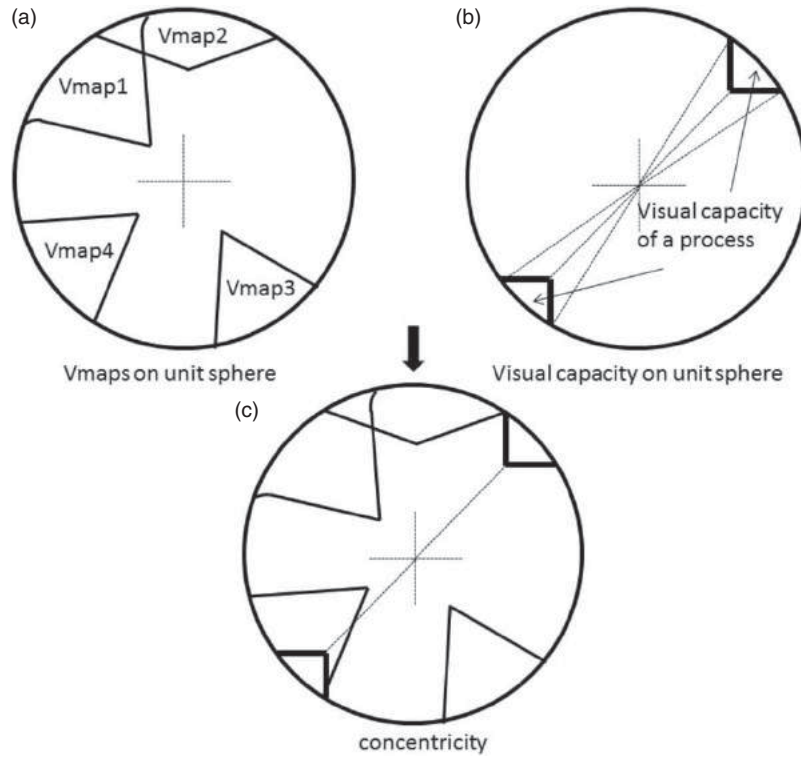 (a)
Vmap2
Vmap1
Vmap4
Vmap3
Vmaps on unit sphere
(b)
Visual capacity
of a process
Visual capacity on unit sphere
(c)
concentricity